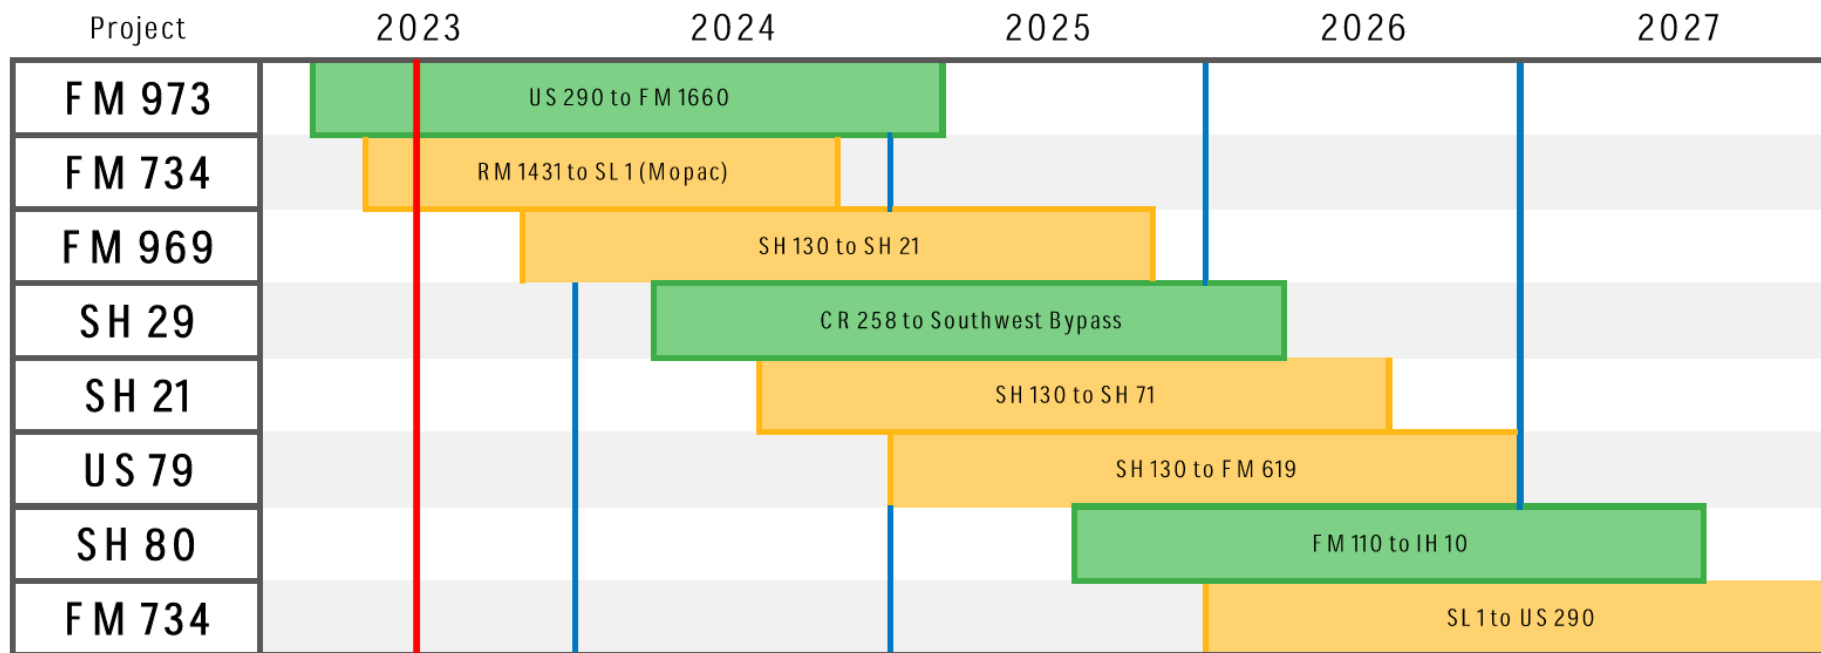 Project 2023 2024 2025 2026 2027
FM 973 US 290 to FM 1660
FM 734 RM 1431 to SL 1 (Mopac)
FM 969 SH 130 to SH 21
SH 29 CR 258 to Southwest Bypass
SH 21 SH 130 to SH 71
US 79 SH 130 to FM 619
SH 80 FM 110 to IH 10
FM 734 SL 1 to US 290